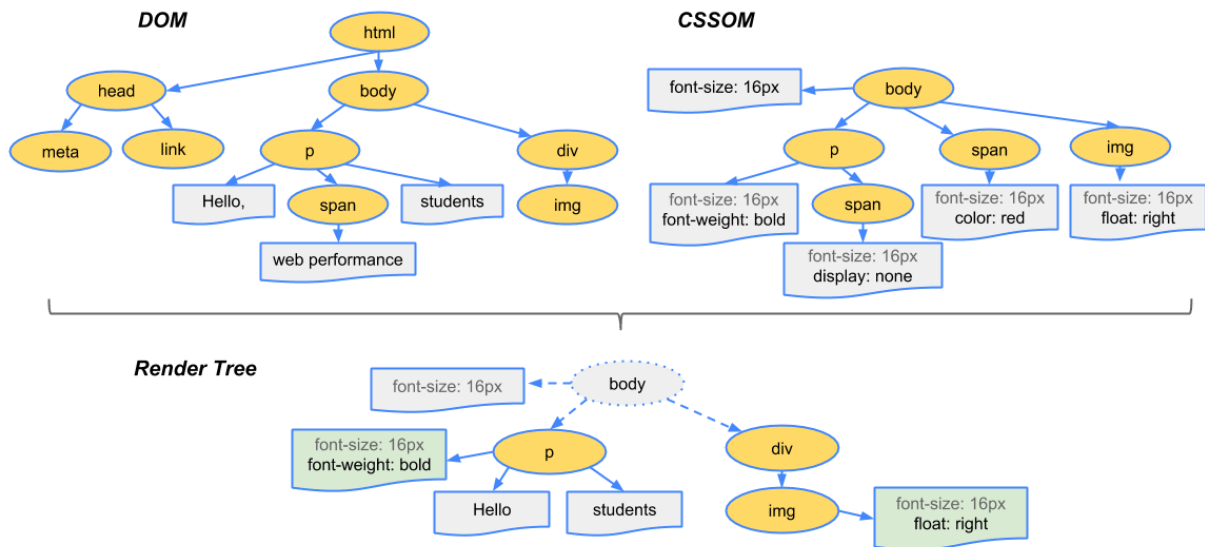 DOM
CSSOM
html
head
body
meta
link
p
div
Hello,
span
students
img
web performance
font-size: 16px
body
p
span
img
font-size: 16px
font-weight: bold
span
font-size: 16px
color: red
font-size: 16px
float: right
font-size: 16px
display: none
Render Tree
font-size: 16px
body
font-size: 16px
font-weight: bold
p
div
Hello
students
img
font-size: 16px
float: right